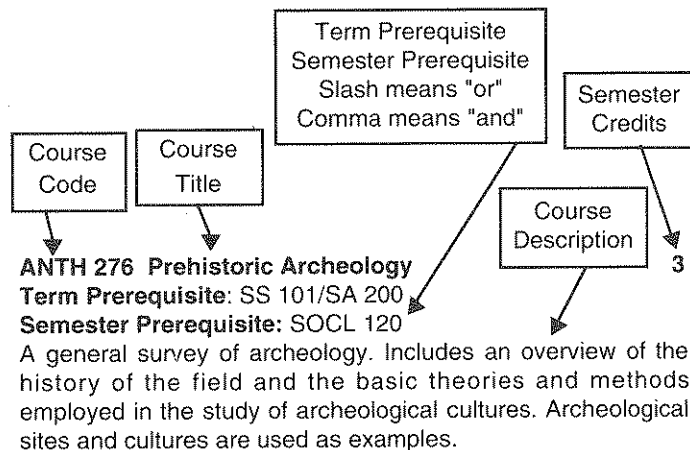 Term Prerequisite
Semester Prerequisite
Slash means "or"
Comma means "and"
Semester
Credits
Course
Code
Course
Title
Course
Description
ANTH 276 Prehistoric Archeology
3
Term Prerequisite: SS 101/SA 200
Semester Prerequisite: SOCL 120
A general survey of archeology. Includes an overview of the
history of the field and the basic theories and methods
employed in the study of archeological cultures. Archeological
sites and cultures are used as examples.